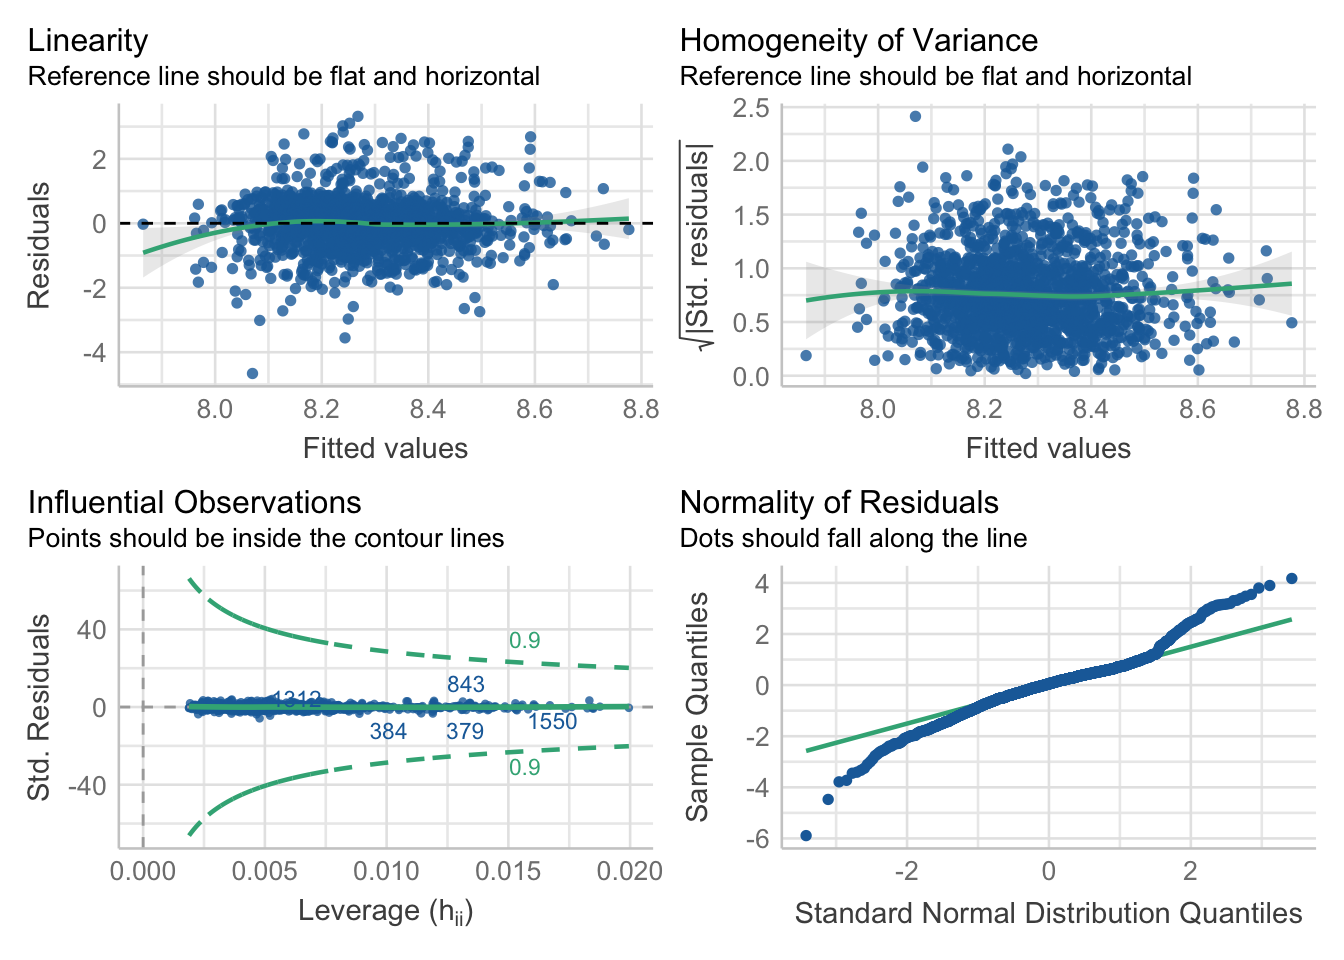 Linearity
Reference line should be flat and horizontal
Residuals
2
0
-2
-4
8.0 8.2 8.4 8.6 8.8
Fitted values
Homogeneity of Variance
Reference line should be flat and horizontal
√|Std. residuals|
2.5
2.0
1.5
1.0
0.5
0.0
8.0 8.2 8.4 8.6 8.8
Fitted values
Influential Observations
Points should be inside the contour lines
Std. Residuals
40
0
-40
0.9
843
1312
384 379 1550
0.9
0.000 0.005 0.010 0.015 0.020
Leverage (hii)
Normality of Residuals
Dots should fall along the line
Sample Quantiles
4
2
0
-2
-4
-6
-2 0 2
Standard Normal Distribution Quantiles